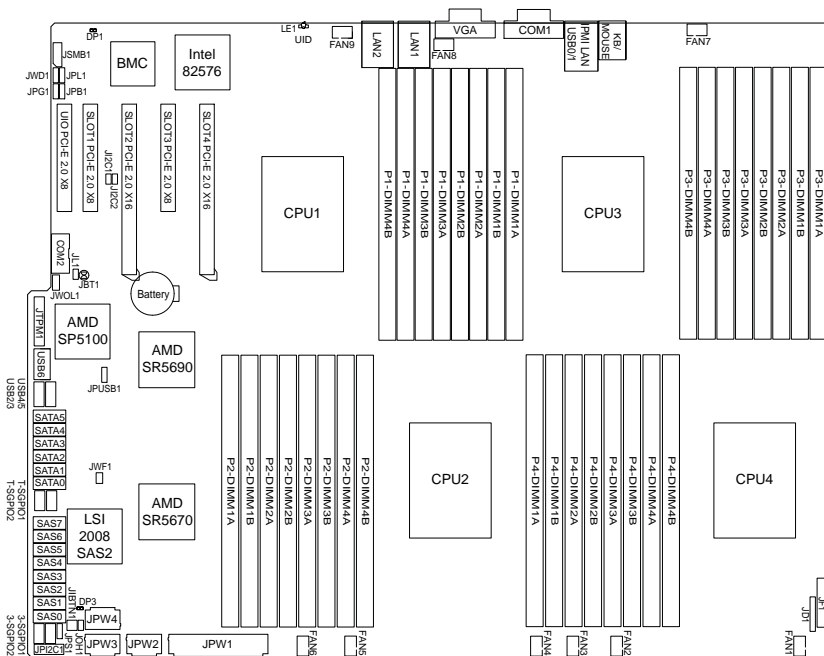 LE1
UID
DP1
FAN9
LAN2
LAN1
VGA
FAN8
COM1
IPMI LAN
USB0/1
KB/
MOUSE
FAN7
JSMB1
BMC
Intel
82576
JWD1
JPL1
JPG1
JPB1
UIO PCI-E 2.0 X8
SLOT1 PCI-E 2.0 X8
JI2C1
JI2C2
SLOT2 PCI-E 2.0 X16
SLOT3 PCI-E 2.0 X8
SLOT4 PCI-E 2.0 X16
CPU1
P1-DIMM4B
P1-DIMM4A
P1-DIMM3B
P1-DIMM3A
P1-DIMM2B
P1-DIMM2A
P1-DIMM1B
P1-DIMM1A
CPU3
P3-DIMM4B
P3-DIMM4A
P3-DIMM3B
P3-DIMM3A
P3-DIMM2B
P3-DIMM2A
P3-DIMM1B
P3-DIMM1A
COM2
JL1
JBT1
JWOL1
Battery
JTPM1
AMD
SP5100
AMD
SR5690
USB6
JPUSB1
USB4/5
USB2/3
SATA5
SATA4
SATA3
SATA2
SATA1
SATA0
JWF1
T-SGPIO1
T-SGPIO2
AMD
SR5670
LSI
2008
SAS2
SAS7
SAS6
SAS5
SAS4
SAS3
SAS2
SAS1
SAS0
P2-DIMM1A
P2-DIMM1B
P2-DIMM2A
P2-DIMM2B
P2-DIMM3A
P2-DIMM3B
P2-DIMM4A
P2-DIMM4B
CPU2
P4-DIMM1A
P4-DIMM1B
P4-DIMM2A
P4-DIMM2B
P4-DIMM3A
P4-DIMM3B
P4-DIMM4A
P4-DIMM4B
CPU4
JIBTN1
DP3
JPW4
3-SGPIO1
3-SGPIO2
JPI2C1
JPS1
JOH1
JPW3
JPW2
JPW1
FAN6
FAN5
FAN4
FAN3
FAN2
JD1
JF1
FAN1